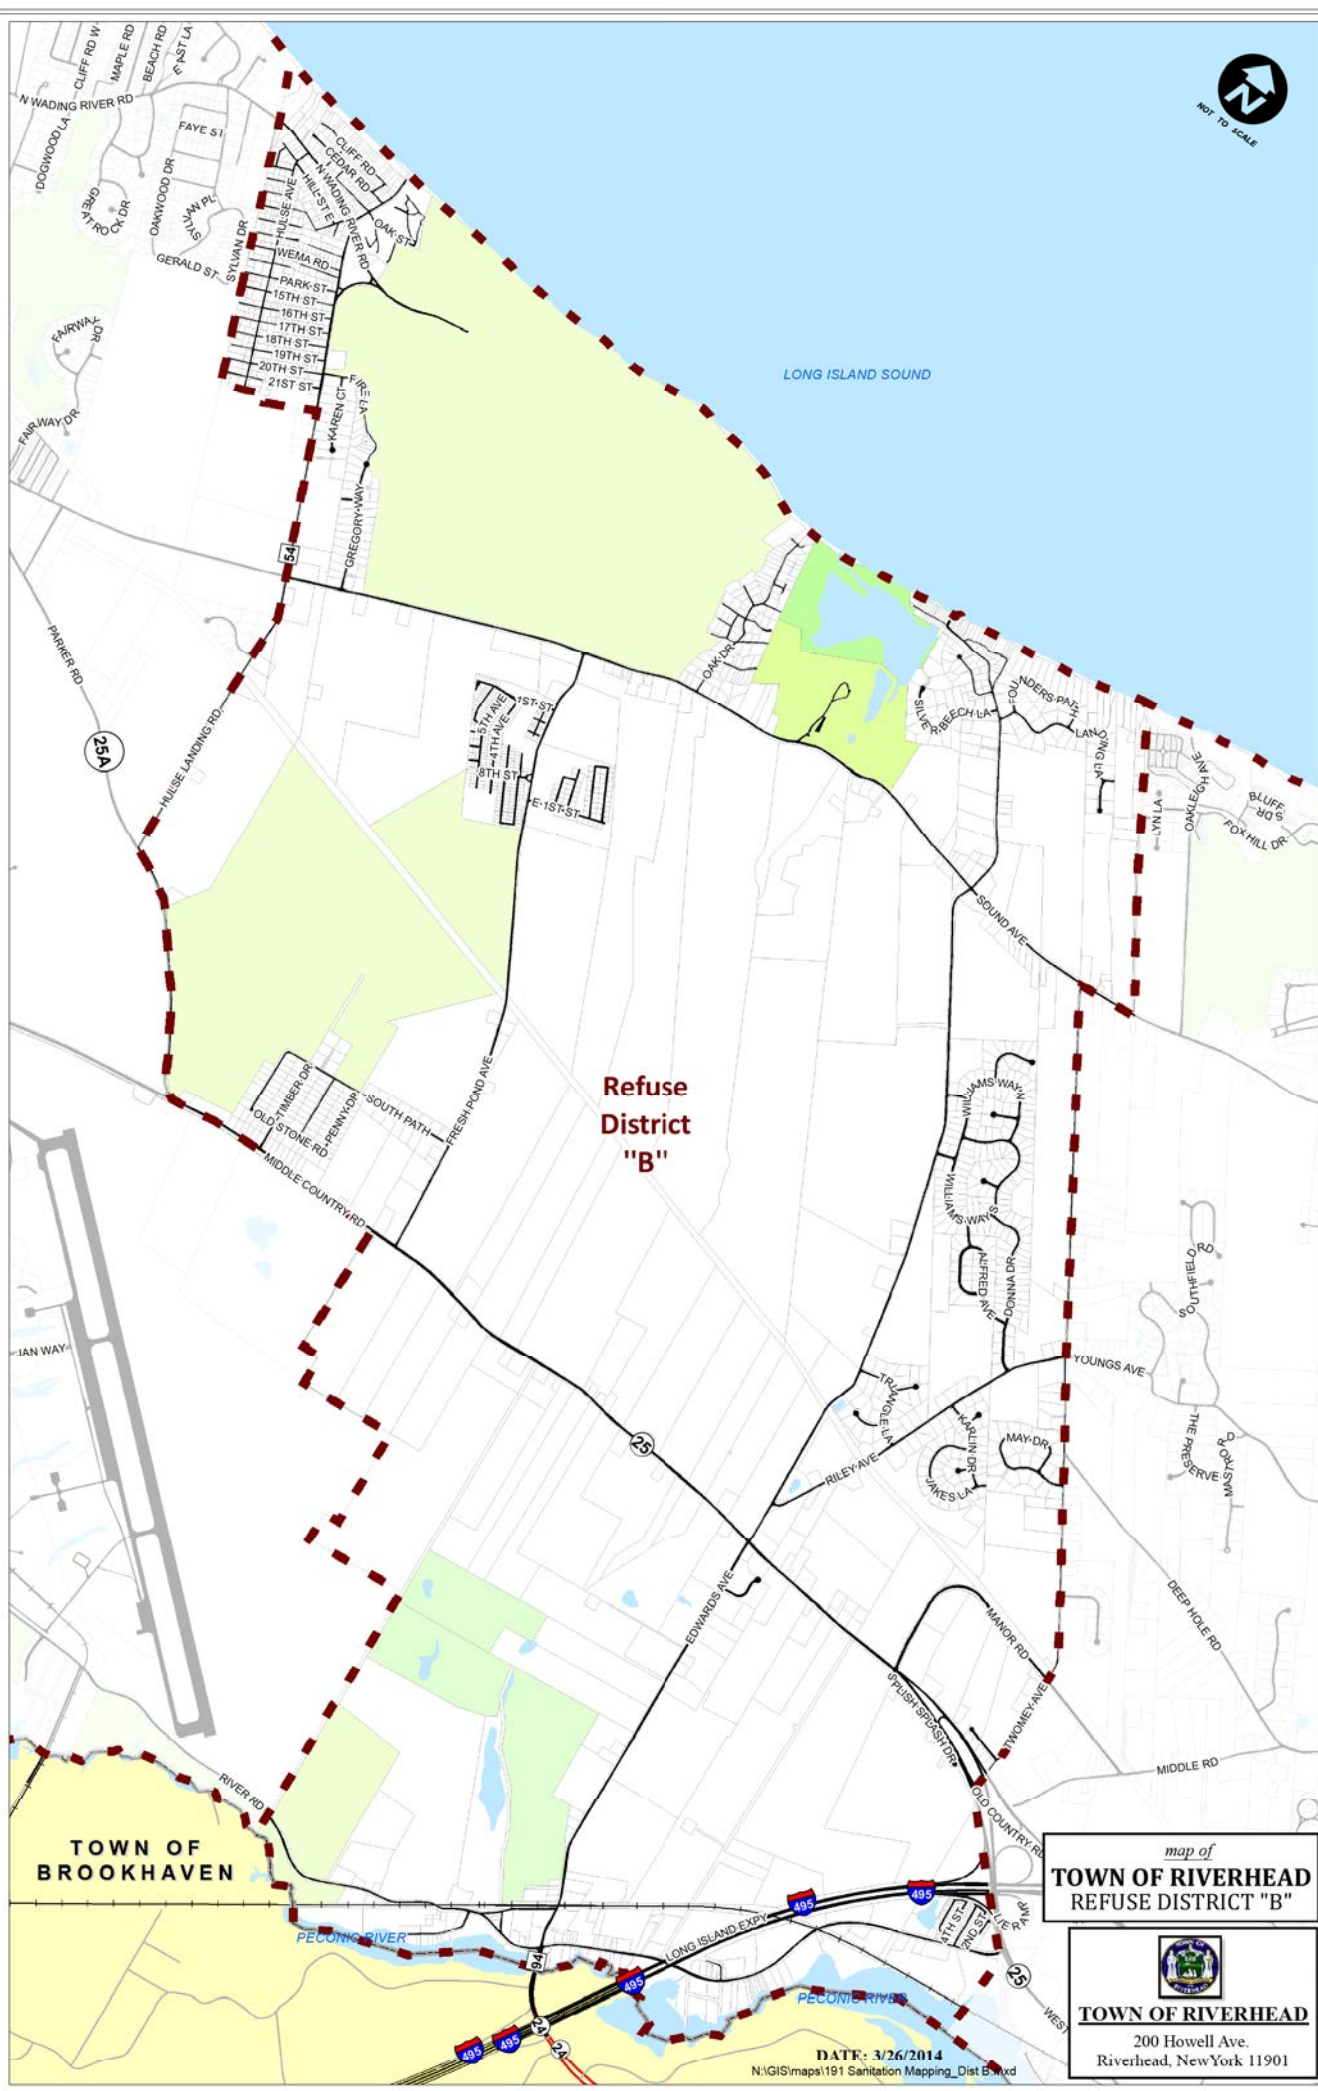 CLIFF RD W
MAPLE RD
BEACH RD
EAST LA
N WADING RIVER RD
DOGWOOD LA
FAYE ST
GREAT ROCK DR
OAKWOOD DR
SYLVAN PL
SYLVAN DR
GERALD ST
FAIRWAY DR
FAIRWAY DR
CLIFF RD
CEDAR RD
N WADING RIVER RD
HILL ST E
HULSE AVE
OAK ST
WEMA RD
PARK ST
15TH ST
16TH ST
17TH ST
18TH ST
19TH ST
20TH ST
21ST ST
FIRE LA
KAREN CT
GREGORY WAY
54
N
NOT TO SCALE
LONG ISLAND SOUND
PARKER RD
25A
HULSE LANDING RD
5TH AVE
4TH AVE
1ST ST
8TH ST
E 1ST ST
OAK DR
SILVER BEECH LA
FOUNDERS PATH
LANDING LA
LYN LA
OAKLEIGH AVE
BLUFFS DR
FOX HILL DR
SOUND AVE
Refuse
District
"B"
TIMBER DR
OLD STONE RD
PENNY DR
SOUTH PATH
FRESH POND AVE
MIDDLE COUNTRY RD
WILLIAMS WAY N
WILLIAMS WAY S
ALFRED AVE
DONNA DR
SOUTHFIELD RD
YOUNGS AVE
THE PRESERVE
MASTRO RD
JAN WAY
25
TRIANGLE LA
KARLIN DR
MAY DR
RILEY AVE
JAKES LA
EDWARDS AVE
DEEP HOLE RD
MANOR RD
SPLISH SPLASH DR
TWOMEY AVE
MIDDLE RD
OLD COUNTRY RD
RIVER RD
TOWN OF
BROOKHAVEN
PECONIC RIVER
94
LONG ISLAND EXPY
495
495
495
495
495
24
24
4TH ST
2ND ST
25
WEST
PECONIC RIVER
map of
TOWN OF RIVERHEAD
REFUSE DISTRICT "B"
TOWN OF RIVERHEAD
200 Howell Ave.
Riverhead, NewYork 11901
DATE: 3/26/2014
N:\GIS\maps\191 Sanitation Mapping_Dist B.mxd